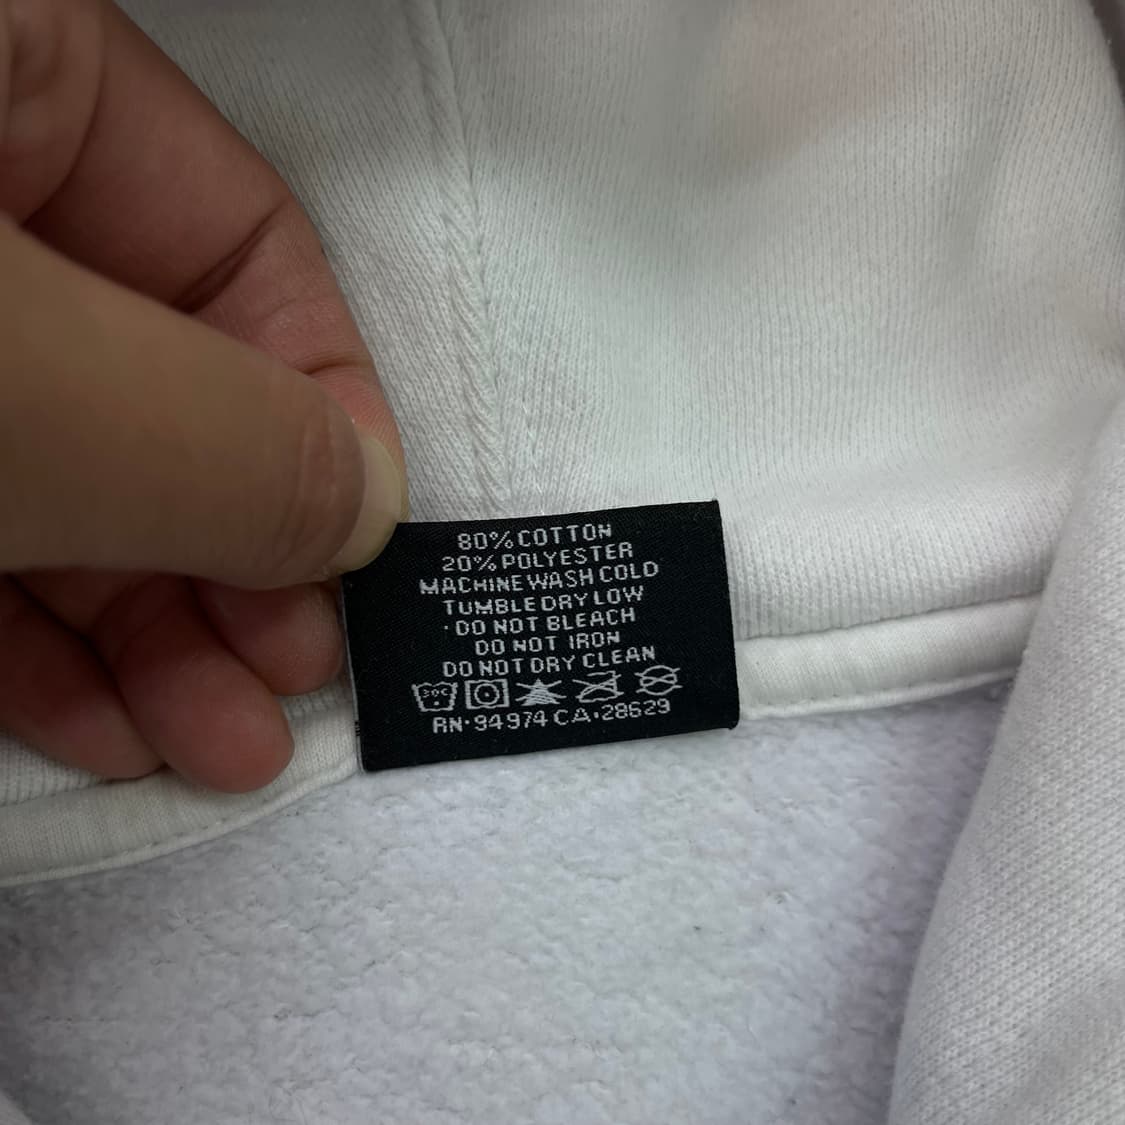 80% COTTON
20% POLYESTER
MACHINE WASH COLD
TUMBLE DRY LOW
·DO NOT BLEACH
DO NOT IRON
DO NOT DRY CLEAN
30C
RN·94974 CA·28629